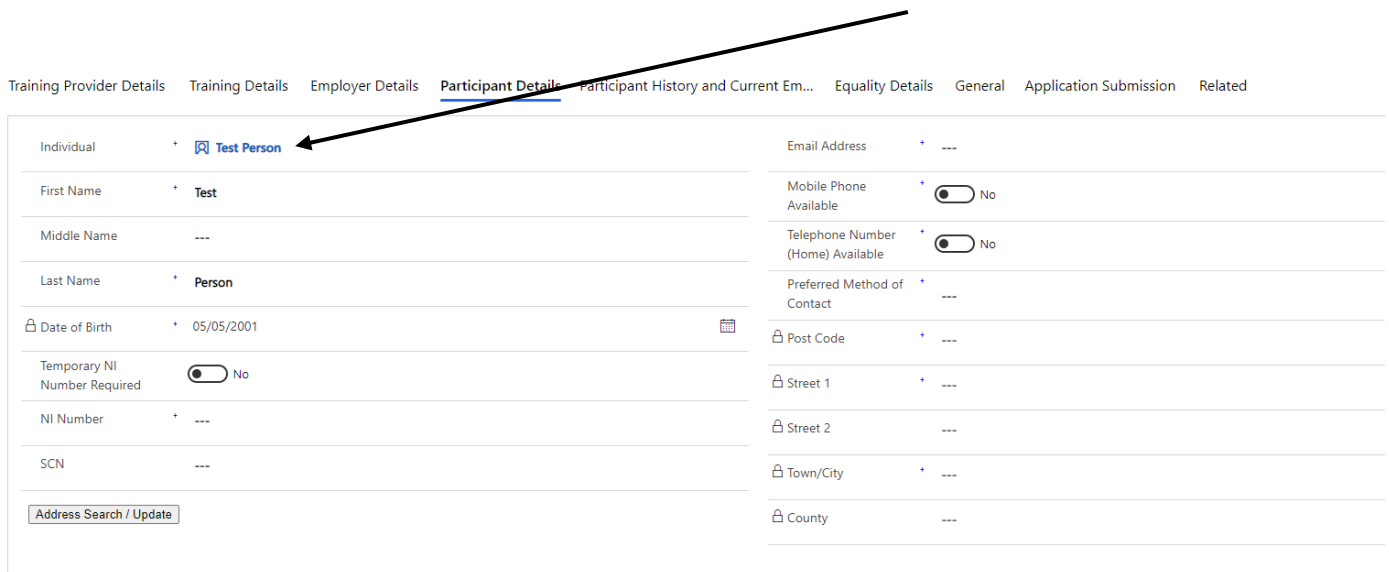 Training Provider Details Training Details Employer Details Participant Details Participant History and Current Em... Equality Details General Application Submission Related
Individual + Test Person
First Name + Test
Middle Name ---
Last Name + Person
Date of Birth + 05/05/2001
Temporary NI
Number Required No
NI Number + ---
SCN ---
Address Search / Update
Email Address + ---
Mobile Phone
Available + No
Telephone Number
(Home) Available + No
Preferred Method of
Contact + ---
Post Code + ---
Street 1 + ---
Street 2 ---
Town/City + ---
County ---